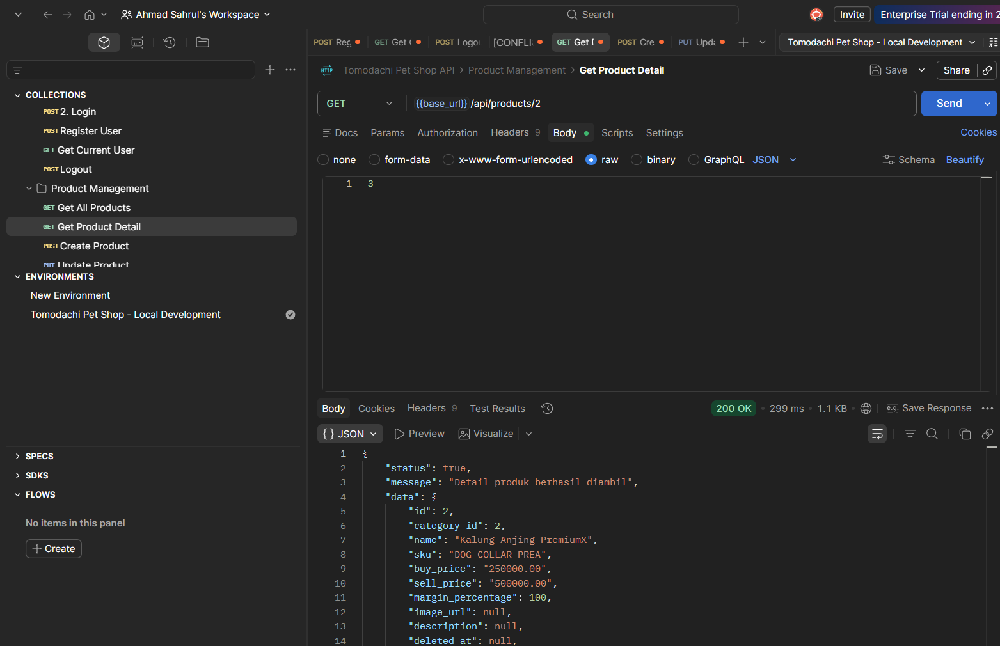 Ahmad Sahrul's Workspace
Search
Invite
Enterprise Trial ending in 2
POST Reg
GET Get C
POST Logou
[CONFLI
GET Get D
POST Cre
PUT Upda
Tomodachi Pet Shop - Local Development
COLLECTIONS
POST 2. Login
POST Register User
GET Get Current User
POST Logout
Product Management
GET Get All Products
GET Get Product Detail
POST Create Product
PUT Update Product
ENVIRONMENTS
New Environment
Tomodachi Pet Shop - Local Development
SPECS
SDKS
FLOWS
No items in this panel
Create
HTTP Tomodachi Pet Shop API > Product Management > Get Product Detail
Save
Share
GET {{base_url}} /api/products/2
Send
Docs Params Authorization Headers 9 Body Scripts Settings
Cookies
none form-data x-www-form-urlencoded raw binary GraphQL JSON
Schema Beautify
1 3
Body Cookies Headers 9 Test Results
200 OK • 299 ms • 1.1 KB
e.g. Save Response
{} JSON Preview Visualize
1 {
2 "status": true,
3 "message": "Detail produk berhasil diambil",
4 "data": {
5 "id": 2,
6 "category_id": 2,
7 "name": "Kalung Anjing PremiumX",
8 "sku": "DOG-COLLAR-PREA",
9 "buy_price": "250000.00",
10 "sell_price": "500000.00",
11 "margin_percentage": 100,
12 "image_url": null,
13 "description": null,
14 "deleted_at": null,